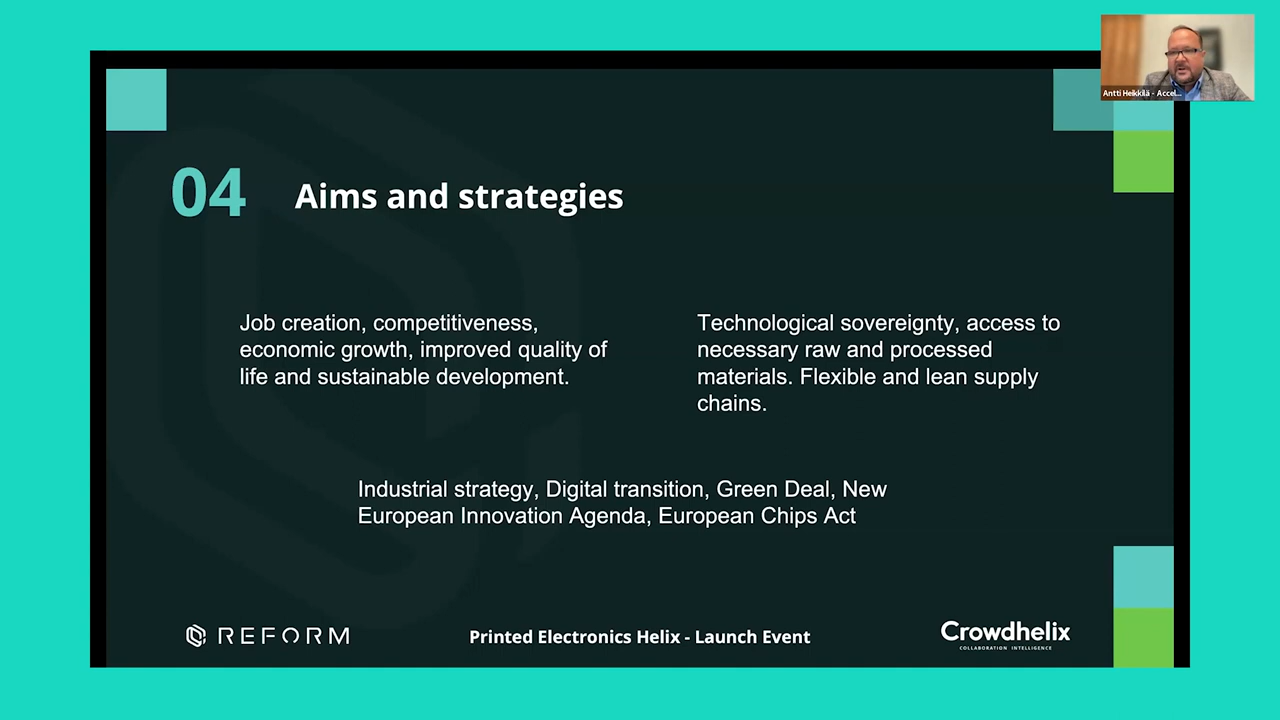 Antti Heikkilä - Accel...
04 Aims and strategies
Job creation, competitiveness,
economic growth, improved quality of
life and sustainable development.
Technological sovereignty, access to
necessary raw and processed
materials. Flexible and lean supply
chains.
Industrial strategy, Digital transition, Green Deal, New
European Innovation Agenda, European Chips Act
REFORM
Printed Electronics Helix - Launch Event
Crowdhelix
COLLABORATION INTELLIGENCE